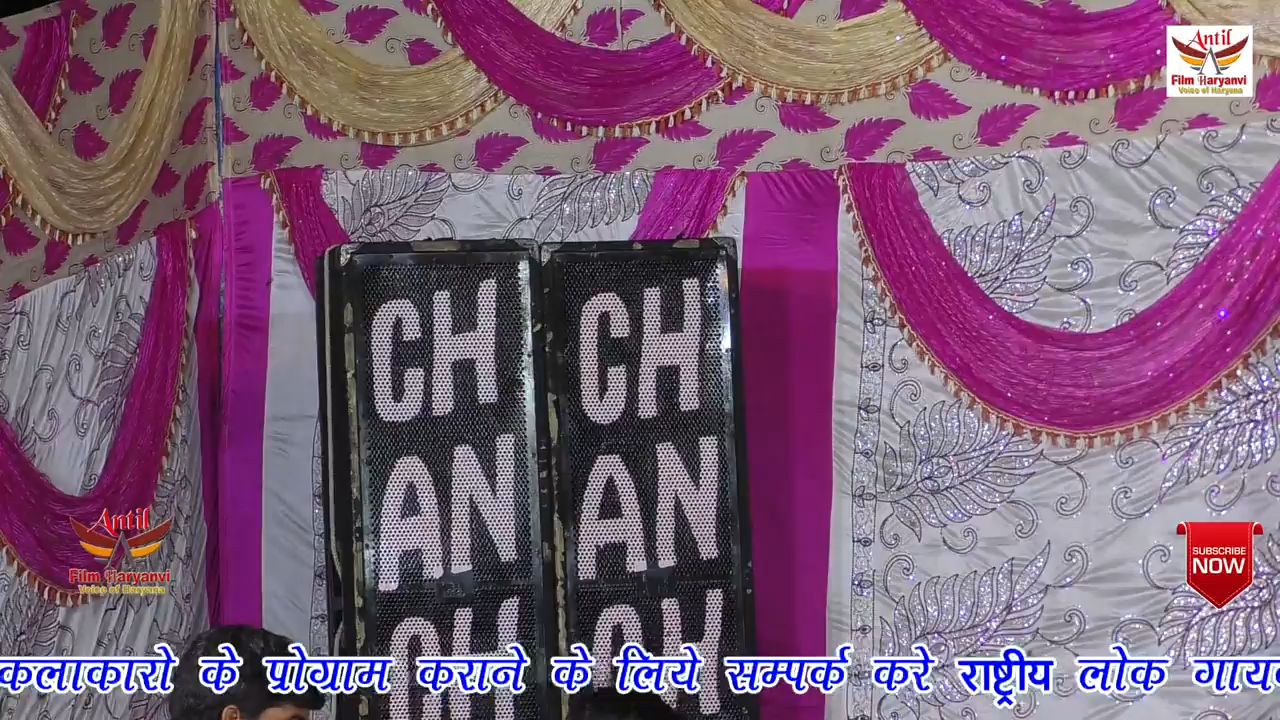 Antil
Film Haryanvi
Voice of Haryana
CH CH
AN AN
Antil
Film Haryanvi
Voice of Haryana
SUBSCRIBE
NOW
कलाकारो के प्रोग्राम कराने के लिये सम्पर्क करे राष्ट्रीय लोक